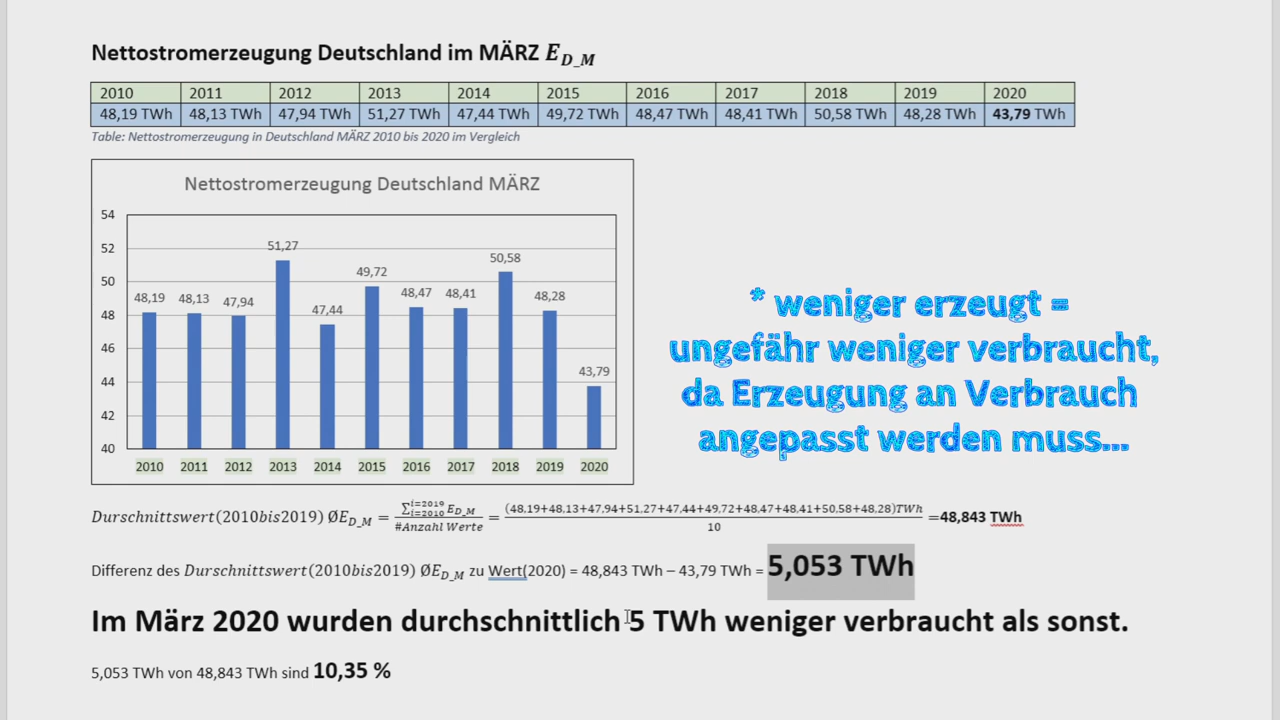 Nettostromerzeugung Deutschland im MÄRZ E_D_M
2010 2011 2012 2013 2014 2015 2016 2017 2018 2019 2020
48,19 TWh 48,13 TWh 47,94 TWh 51,27 TWh 47,44 TWh 49,72 TWh 48,47 TWh 48,41 TWh 50,58 TWh 48,28 TWh 43,79 TWh
Table: Nettostromerzeugung in Deutschland MÄRZ 2010 bis 2020 im Vergleich
Nettostromerzeugung Deutschland MÄRZ
54
52
50
48
46
44
42
40
48,19 48,13 47,94 51,27 47,44 49,72 48,47 48,41 50,58 48,28 43,79
2010 2011 2012 2013 2014 2015 2016 2017 2018 2019 2020
* weniger erzeugt =
ungefähr weniger verbraucht,
da Erzeugung an Verbrauch
angepasst werden muss...
Durschnittswert(2010bis2019) ØE_D_M = ∑_{i=2010}^{i=2019} E_D_M / #Anzahl Werte = (48,19+48,13+47,94+51,27+47,44+49,72+48,47+48,41+50,58+48,28)TWh / 10 =48,843 TWh
Differenz des Durschnittswert(2010bis2019) ØE_D_M zu Wert(2020) = 48,843 TWh – 43,79 TWh = 5,053 TWh
Im März 2020 wurden durchschnittlich 5 TWh weniger verbraucht als sonst.
5,053 TWh von 48,843 TWh sind 10,35 %